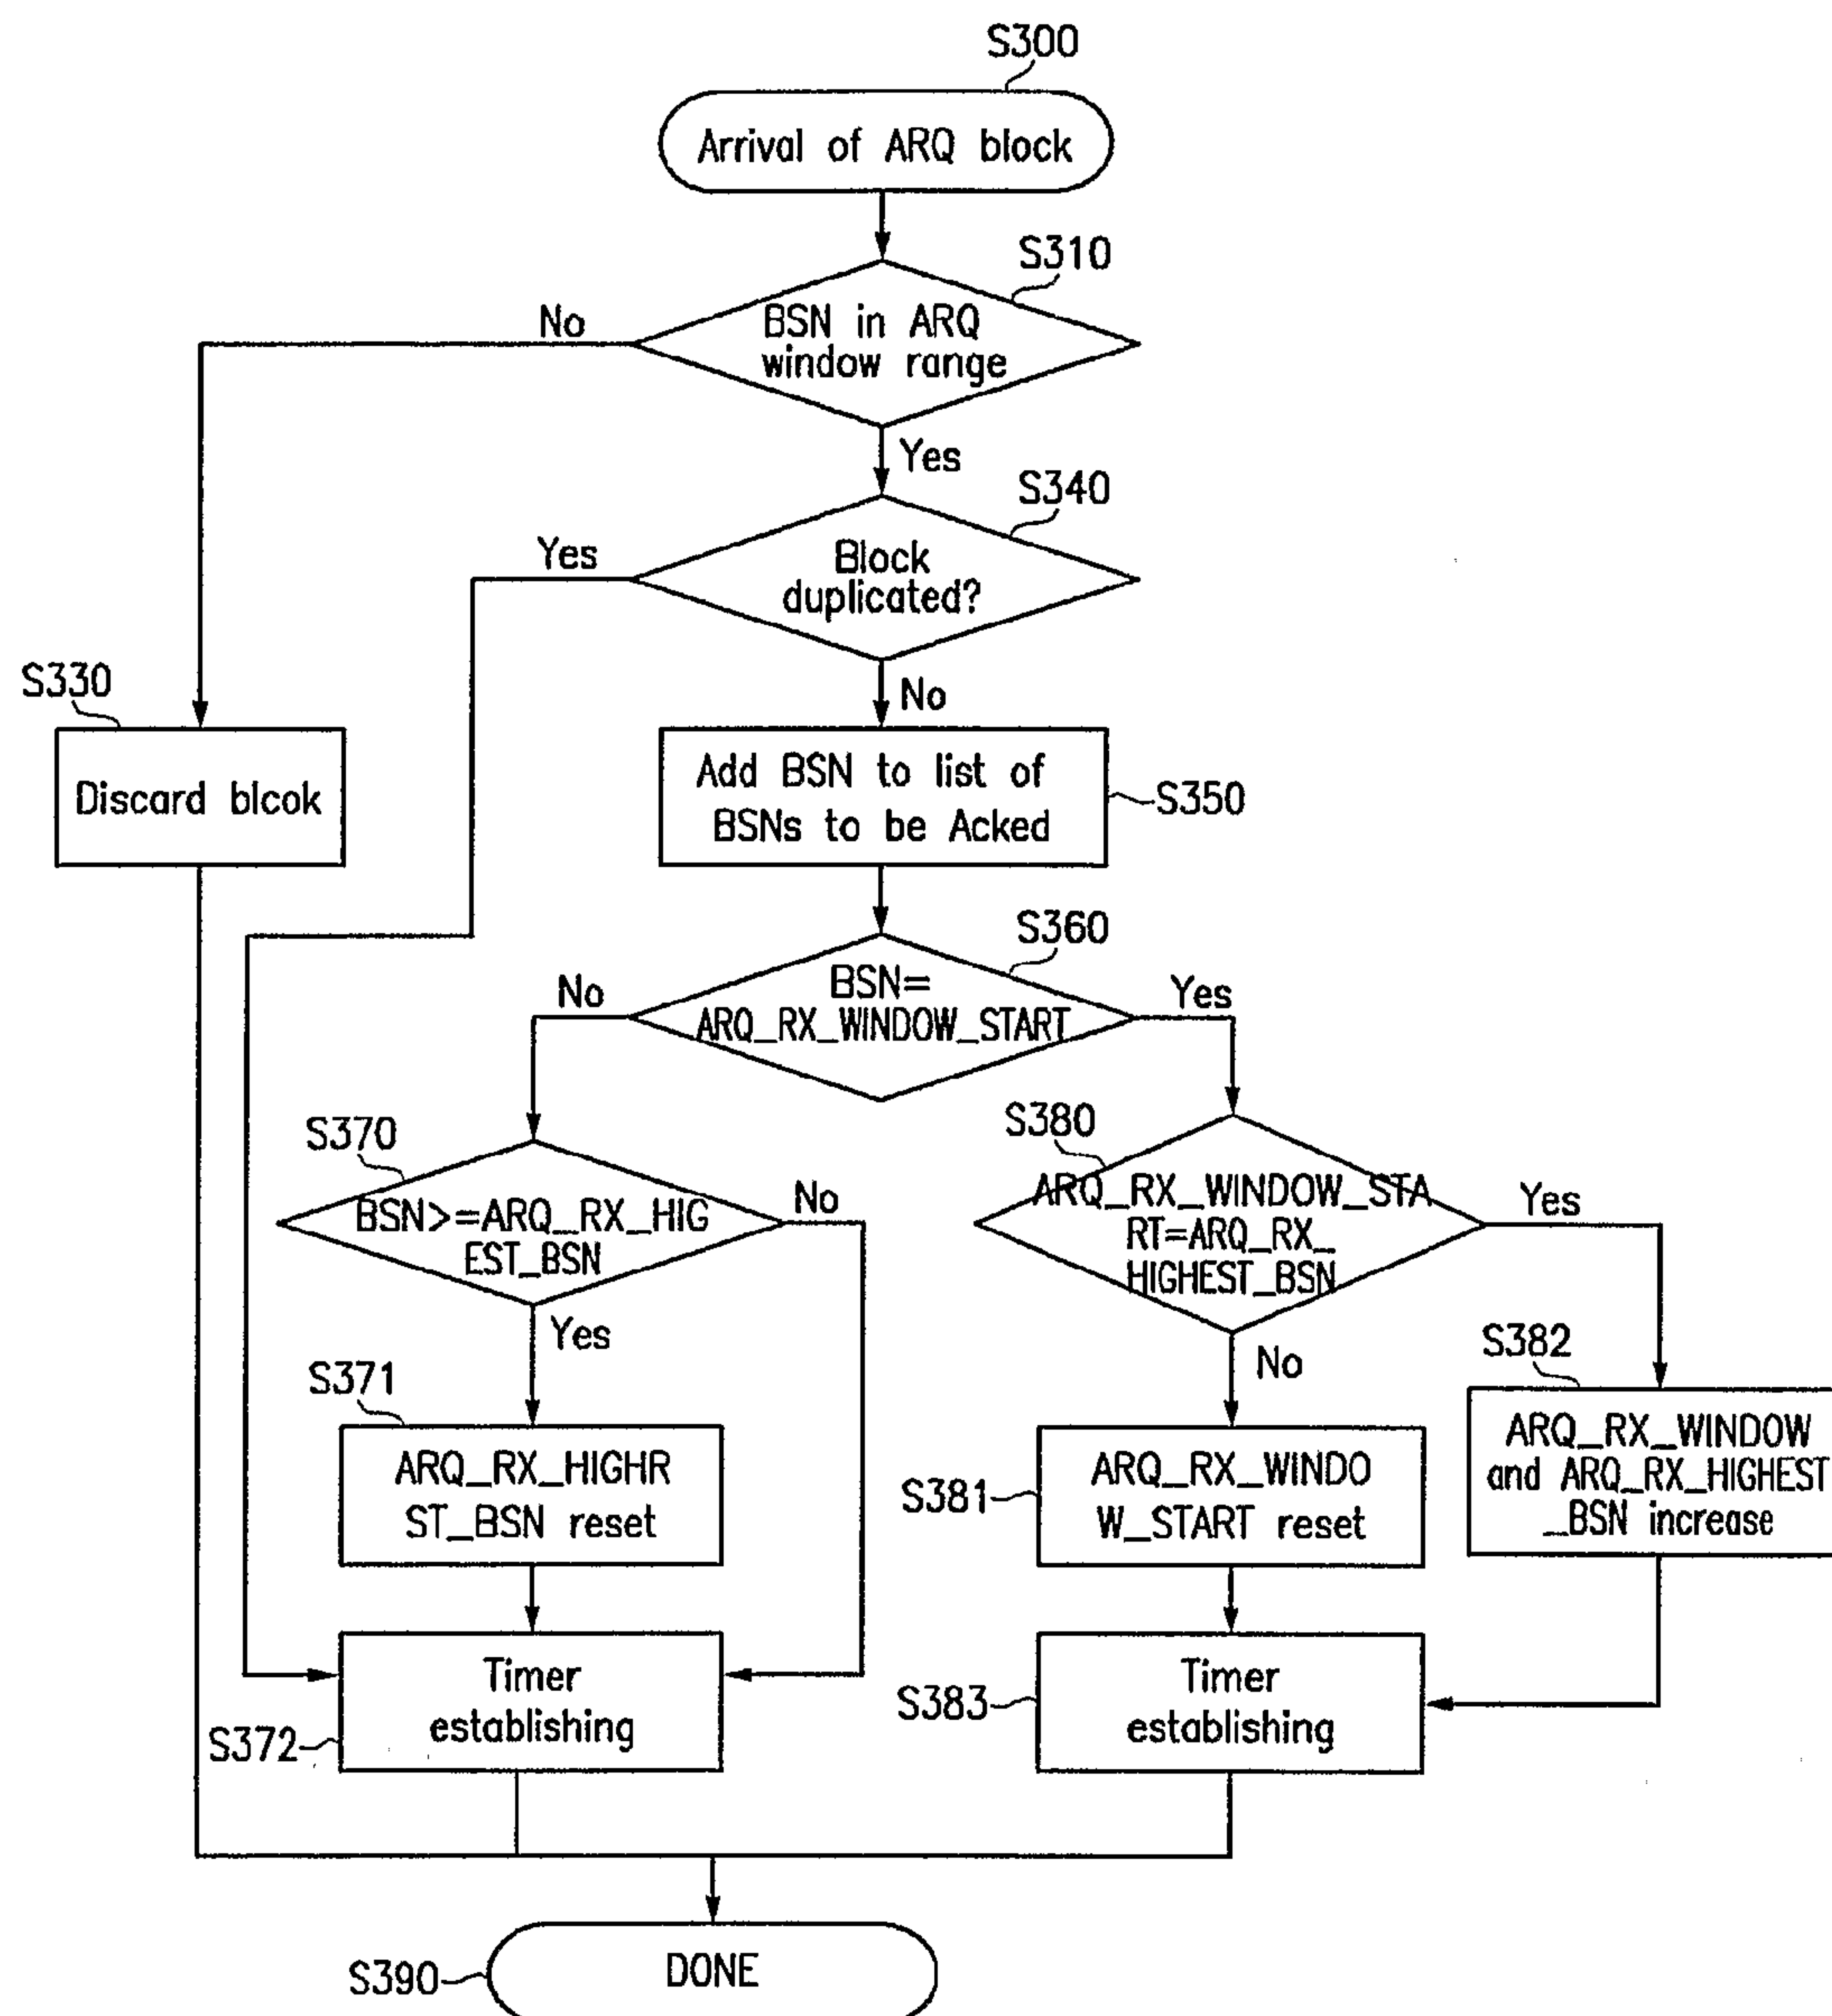 S300
Arrival of ARQ block
S310
BSN in ARQ
window range
No
Yes
S340
Block
duplicated?
Yes
No
S330
Discard blcok
Add BSN to list of
BSNs to be Acked
S350
S360
BSN=
ARQ_RX_WINDOW_START
No
Yes
S370
BSN>=ARQ_RX_HIG
EST_BSN
No
Yes
S380
ARQ_RX_WINDOW_STA
RT=ARQ_RX_
HIGHEST_BSN
Yes
No
S371
ARQ_RX_HIGHR
ST_BSN reset
S381
ARQ_RX_WINDO
W_START reset
S382
ARQ_RX_WINDOW
and ARQ_RX_HIGHEST
_BSN increase
S372
Timer
establishing
S383
Timer
establishing
S390
DONE